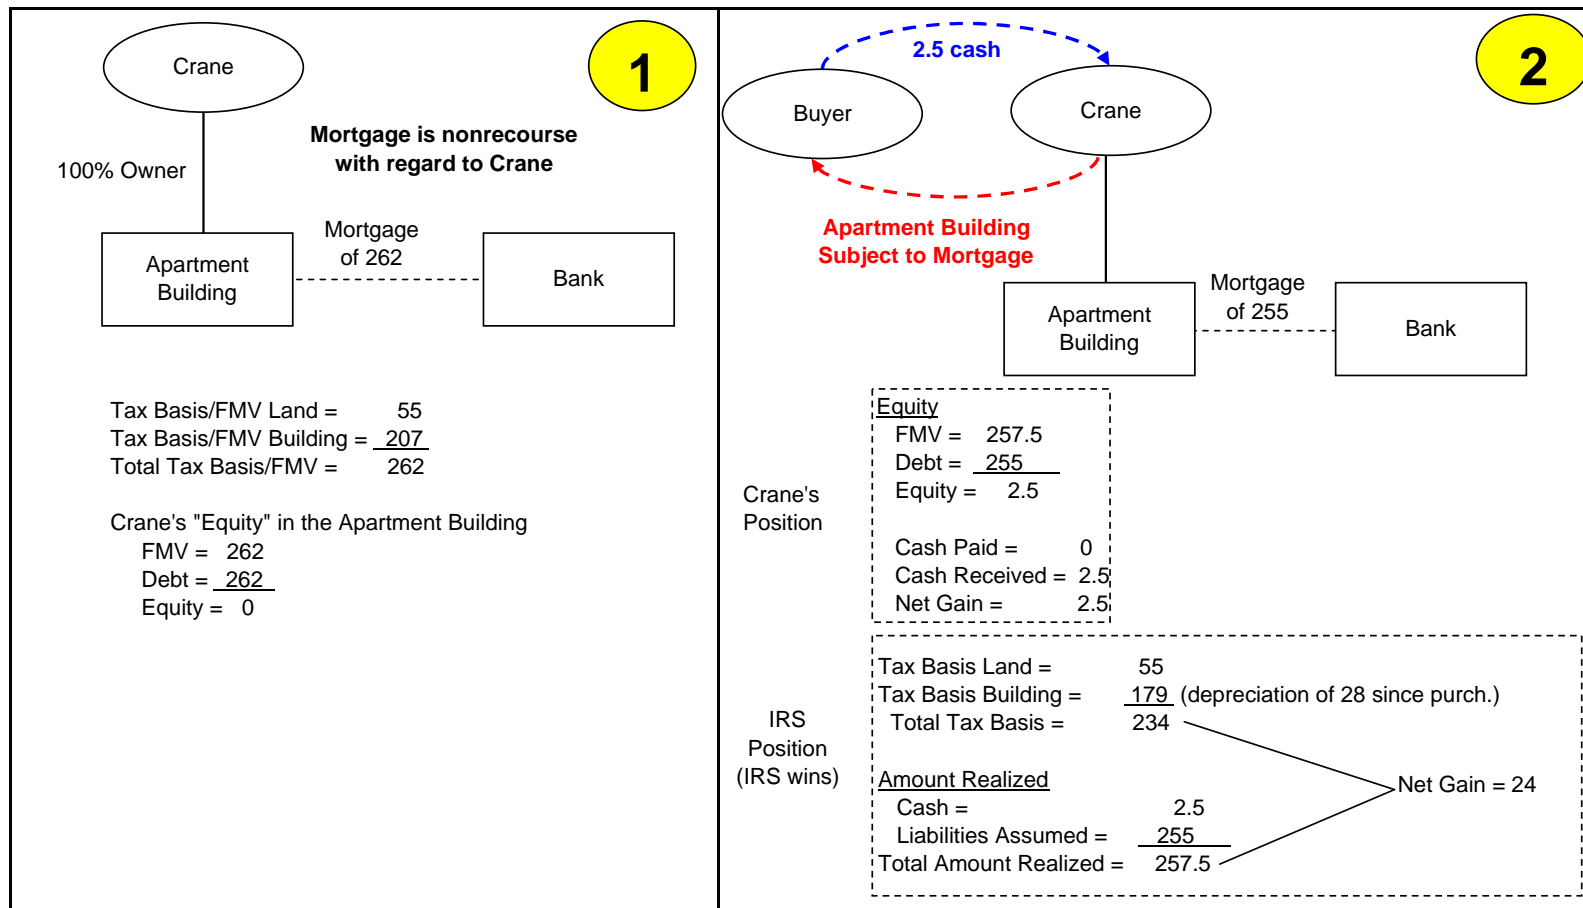 1
Crane
Mortgage is nonrecourse
with regard to Crane
100% Owner
Mortgage
of 262
Apartment
Building
Bank
Tax Basis/FMV Land = 55
Tax Basis/FMV Building = 207
Total Tax Basis/FMV = 262
Crane's "Equity" in the Apartment Building
FMV = 262
Debt = 262
Equity = 0
2
2.5 cash
Buyer
Crane
Apartment Building
Subject to Mortgage
Mortgage
of 255
Apartment
Building
Bank
Crane's
Position
Equity
FMV = 257.5
Debt = 255
Equity = 2.5
Cash Paid = 0
Cash Received = 2.5
Net Gain = 2.5
IRS
Position
(IRS wins)
Tax Basis Land = 55
Tax Basis Building = 179 (depreciation of 28 since purch.)
Total Tax Basis = 234
Amount Realized
Cash = 2.5
Liabilities Assumed = 255
Total Amount Realized = 257.5
Net Gain = 24